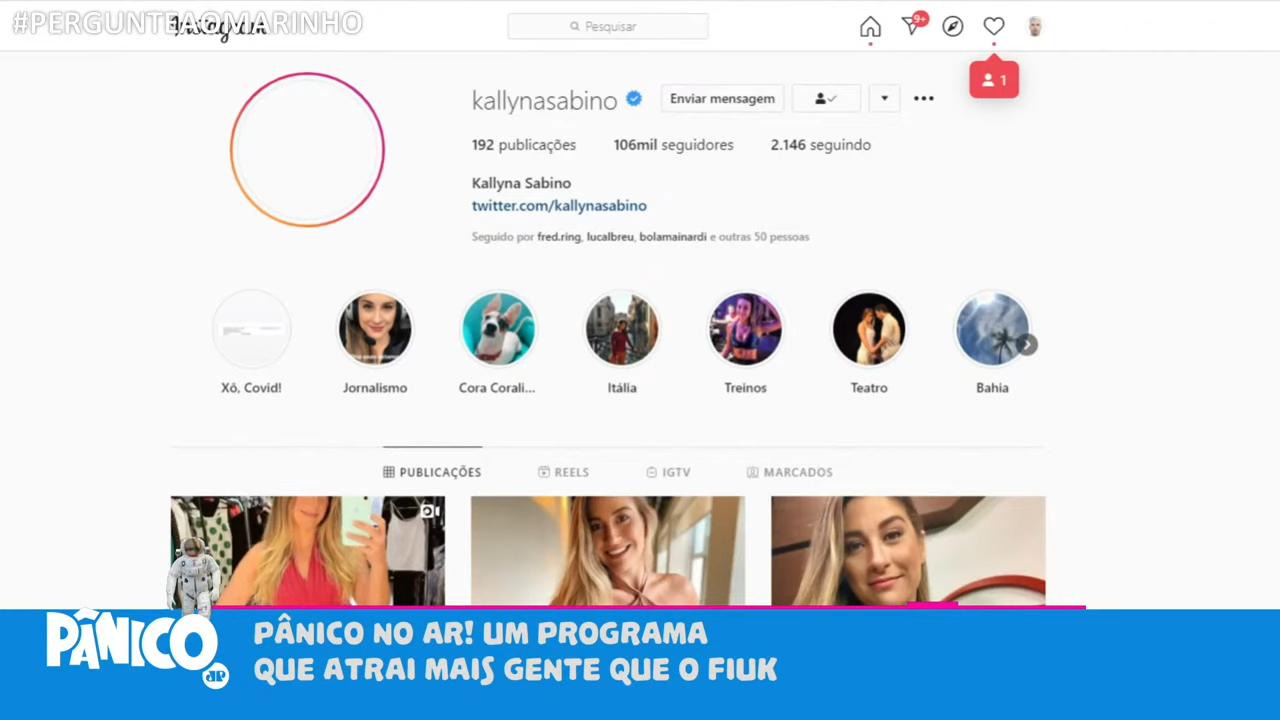 #PERGUNTEAOMARINHO
Instagram
Pesquisar
9+
1
kallynasabino
Enviar mensagem
192 publicações 106mil seguidores 2.146 seguindo
Kallyna Sabino
twitter.com/kallynasabino
Seguido por fred.ring, lucalbreu, bolamainardi e outras 50 pessoas
Xô, Covid! Jornalismo Cora Corali... Itália Treinos Teatro Bahia
PUBLICAÇÕES REELS IGTV MARCADOS
PÂNICO
JP
PÂNICO NO AR! UM PROGRAMA
QUE ATRAI MAIS GENTE QUE O FIUK